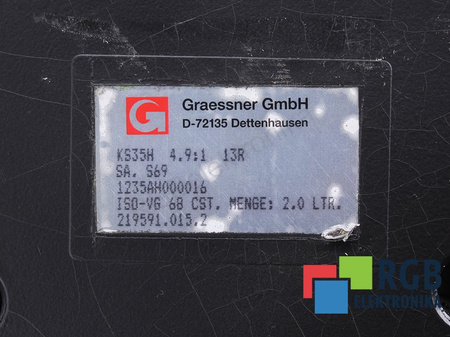 G
Graessner GmbH
D-72135 Dettenhausen
KS35H 4.9:1 13R
SA. S69
1235AH000016
ISO-VG 68 CST. MENGE: 2.0 LTR.
219591.015.2
RGB
ELEKTRONIKA